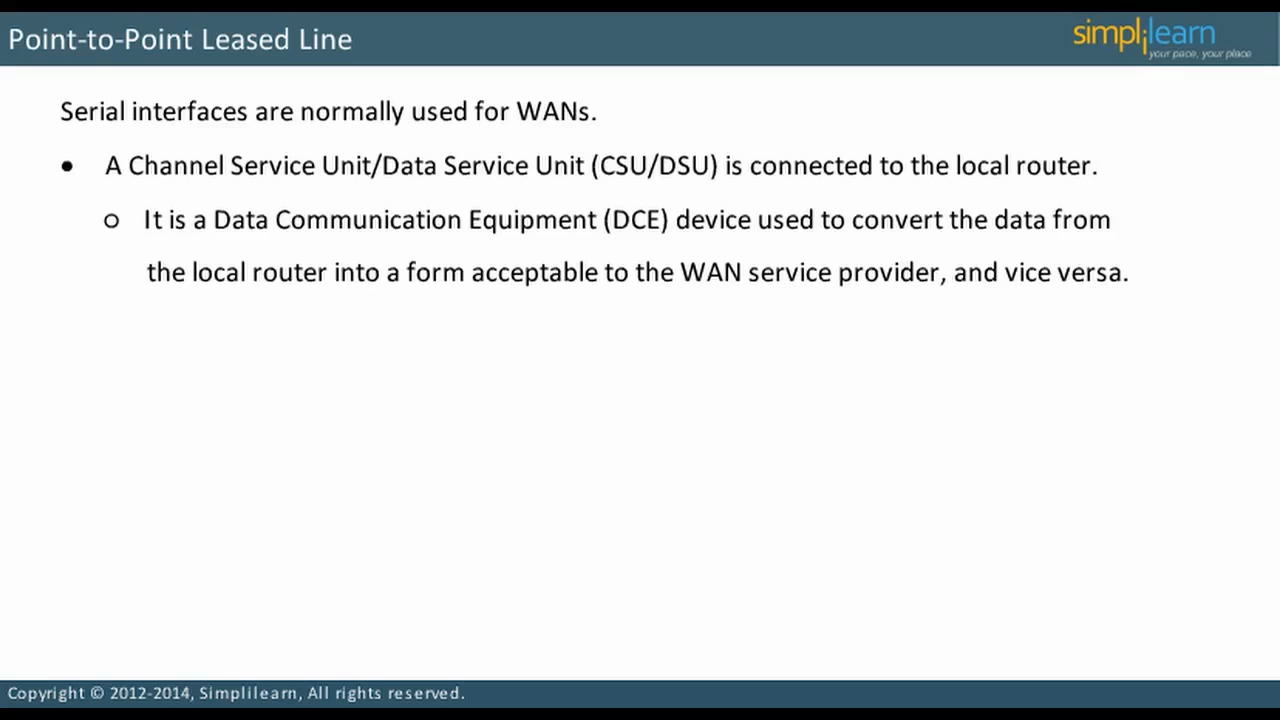 Point-to-Point Leased Line
simplilearn
your pace, your place
Serial interfaces are normally used for WANs.
• A Channel Service Unit/Data Service Unit (CSU/DSU) is connected to the local router.
o It is a Data Communication Equipment (DCE) device used to convert the data from
the local router into a form acceptable to the WAN service provider, and vice versa.
Copyright © 2012-2014, Simplilearn, All rights reserved.